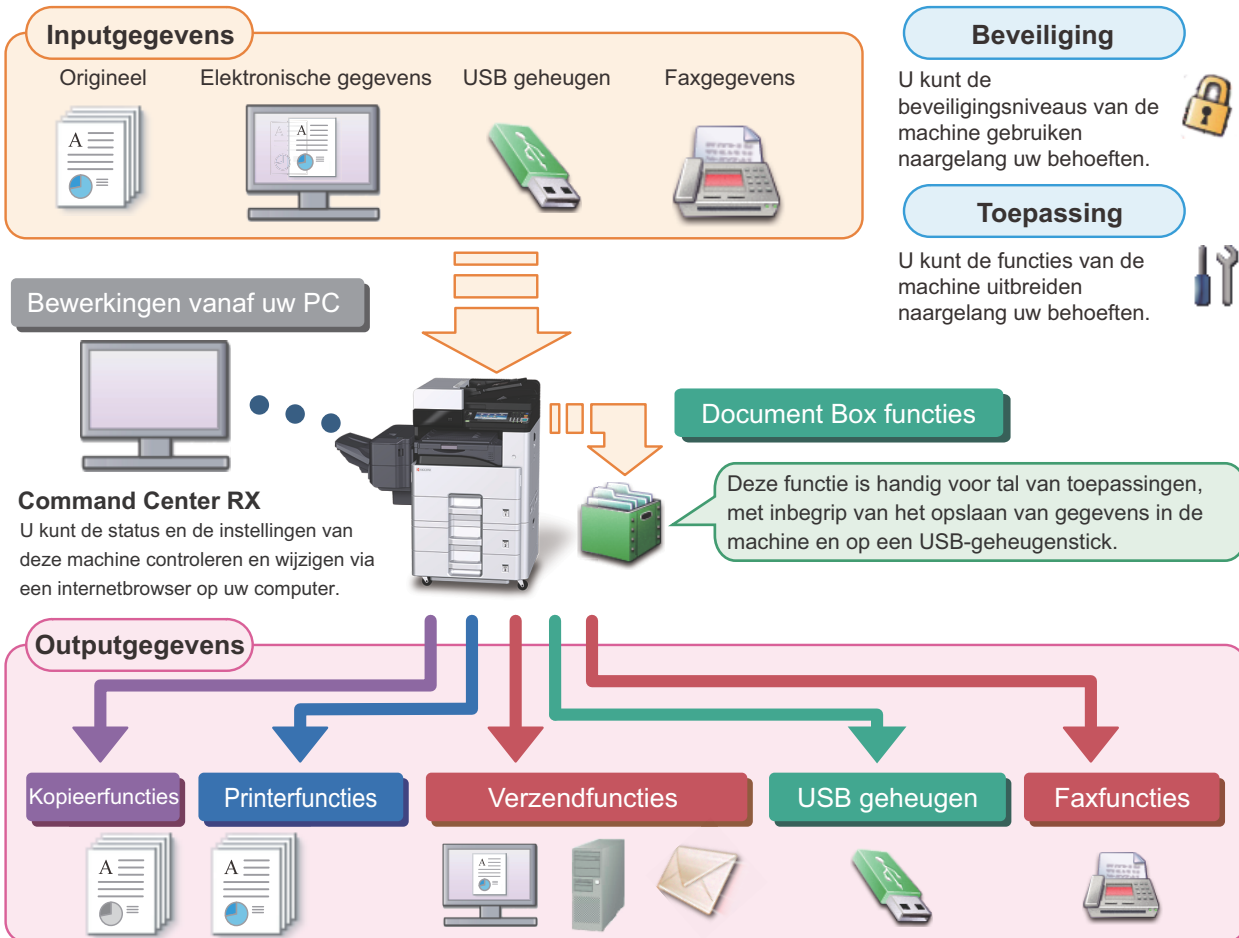 Inputgegevens
Origineel
Elektronische gegevens
USB geheugen
Faxgegevens
Beveiliging
U kunt de
beveiligingsniveaus van de
machine gebruiken
naargelang uw behoeften.
Toepassing
U kunt de functies van de
machine uitbreiden
naargelang uw behoeften.
Bewerkingen vanaf uw PC
Command Center RX
U kunt de status en de instellingen van
deze machine controleren en wijzigen via
een internetbrowser op uw computer.
Document Box functies
Deze functie is handig voor tal van toepassingen,
met inbegrip van het opslaan van gegevens in de
machine en op een USB-geheugenstick.
Outputgegevens
Kopieerfuncties
Printerfuncties
Verzendfuncties
USB geheugen
Faxfuncties